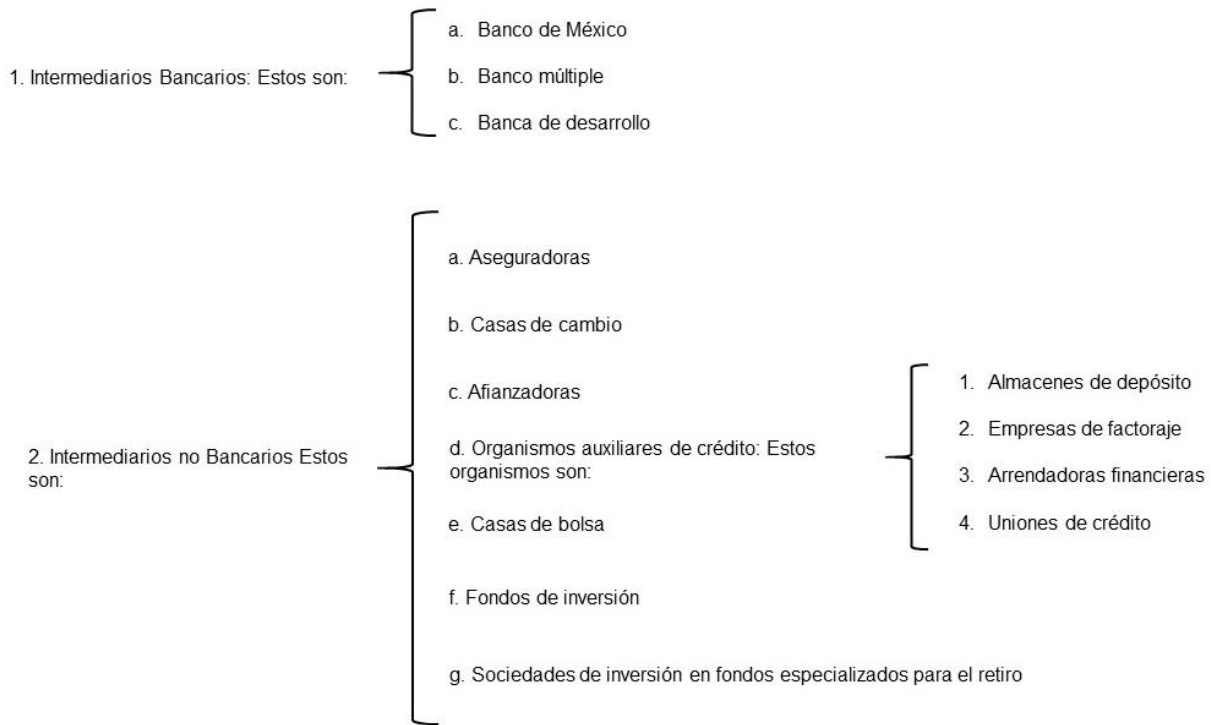 1. Intermediarios Bancarios: Estos son:
a. Banco de México
b. Banco múltiple
c. Banca de desarrollo
2. Intermediarios no Bancarios Estos
son:
a. Aseguradoras
b. Casas de cambio
c. Afianzadoras
d. Organismos auxiliares de crédito: Estos
organismos son:
1. Almacenes de depósito
2. Empresas de factoraje
3. Arrendadoras financieras
4. Uniones de crédito
e. Casas de bolsa
f. Fondos de inversión
g. Sociedades de inversión en fondos especializados para el retiro